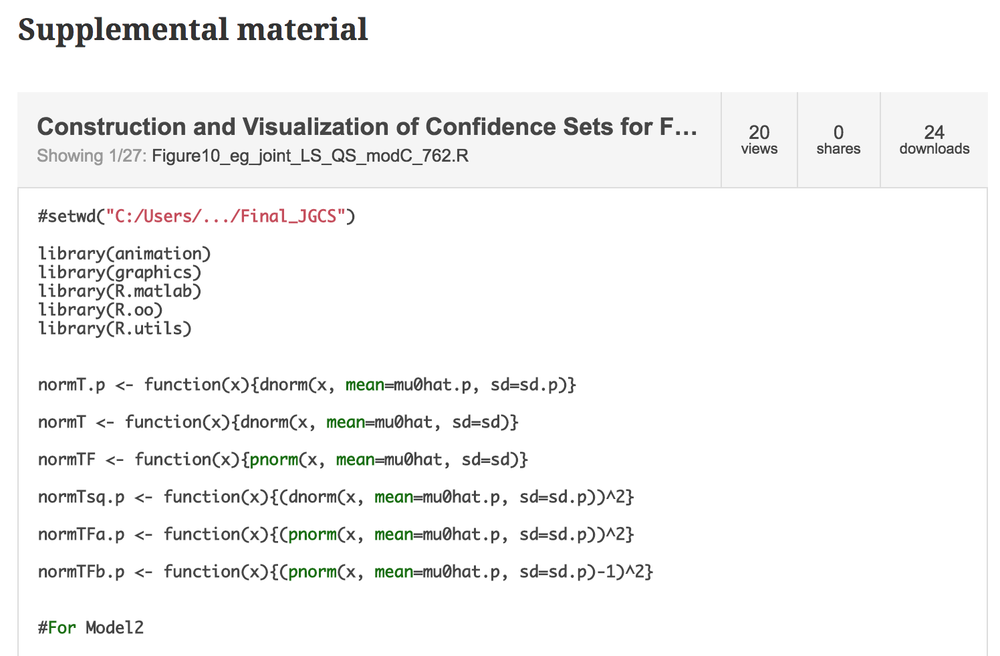 Supplemental material
Construction and Visualization of Confidence Sets for F...
Showing 1/27: Figure10_eg_joint_LS_QS_modC_762.R
20
views
0
shares
24
downloads
#setwd("C:/Users/.../Final_JGCS")
library(animation)
library(graphics)
library(R.matlab)
library(R.oo)
library(R.utils)
normT.p <- function(x){dnorm(x, mean=mu0hat.p, sd=sd.p)}
normT <- function(x){dnorm(x, mean=mu0hat, sd=sd)}
normTF <- function(x){pnorm(x, mean=mu0hat, sd=sd)}
normTsq.p <- function(x){(dnorm(x, mean=mu0hat.p, sd=sd.p))^2}
normTFa.p <- function(x){(pnorm(x, mean=mu0hat.p, sd=sd.p))^2}
normTFb.p <- function(x){(pnorm(x, mean=mu0hat.p, sd=sd.p)-1)^2}
#For Model2